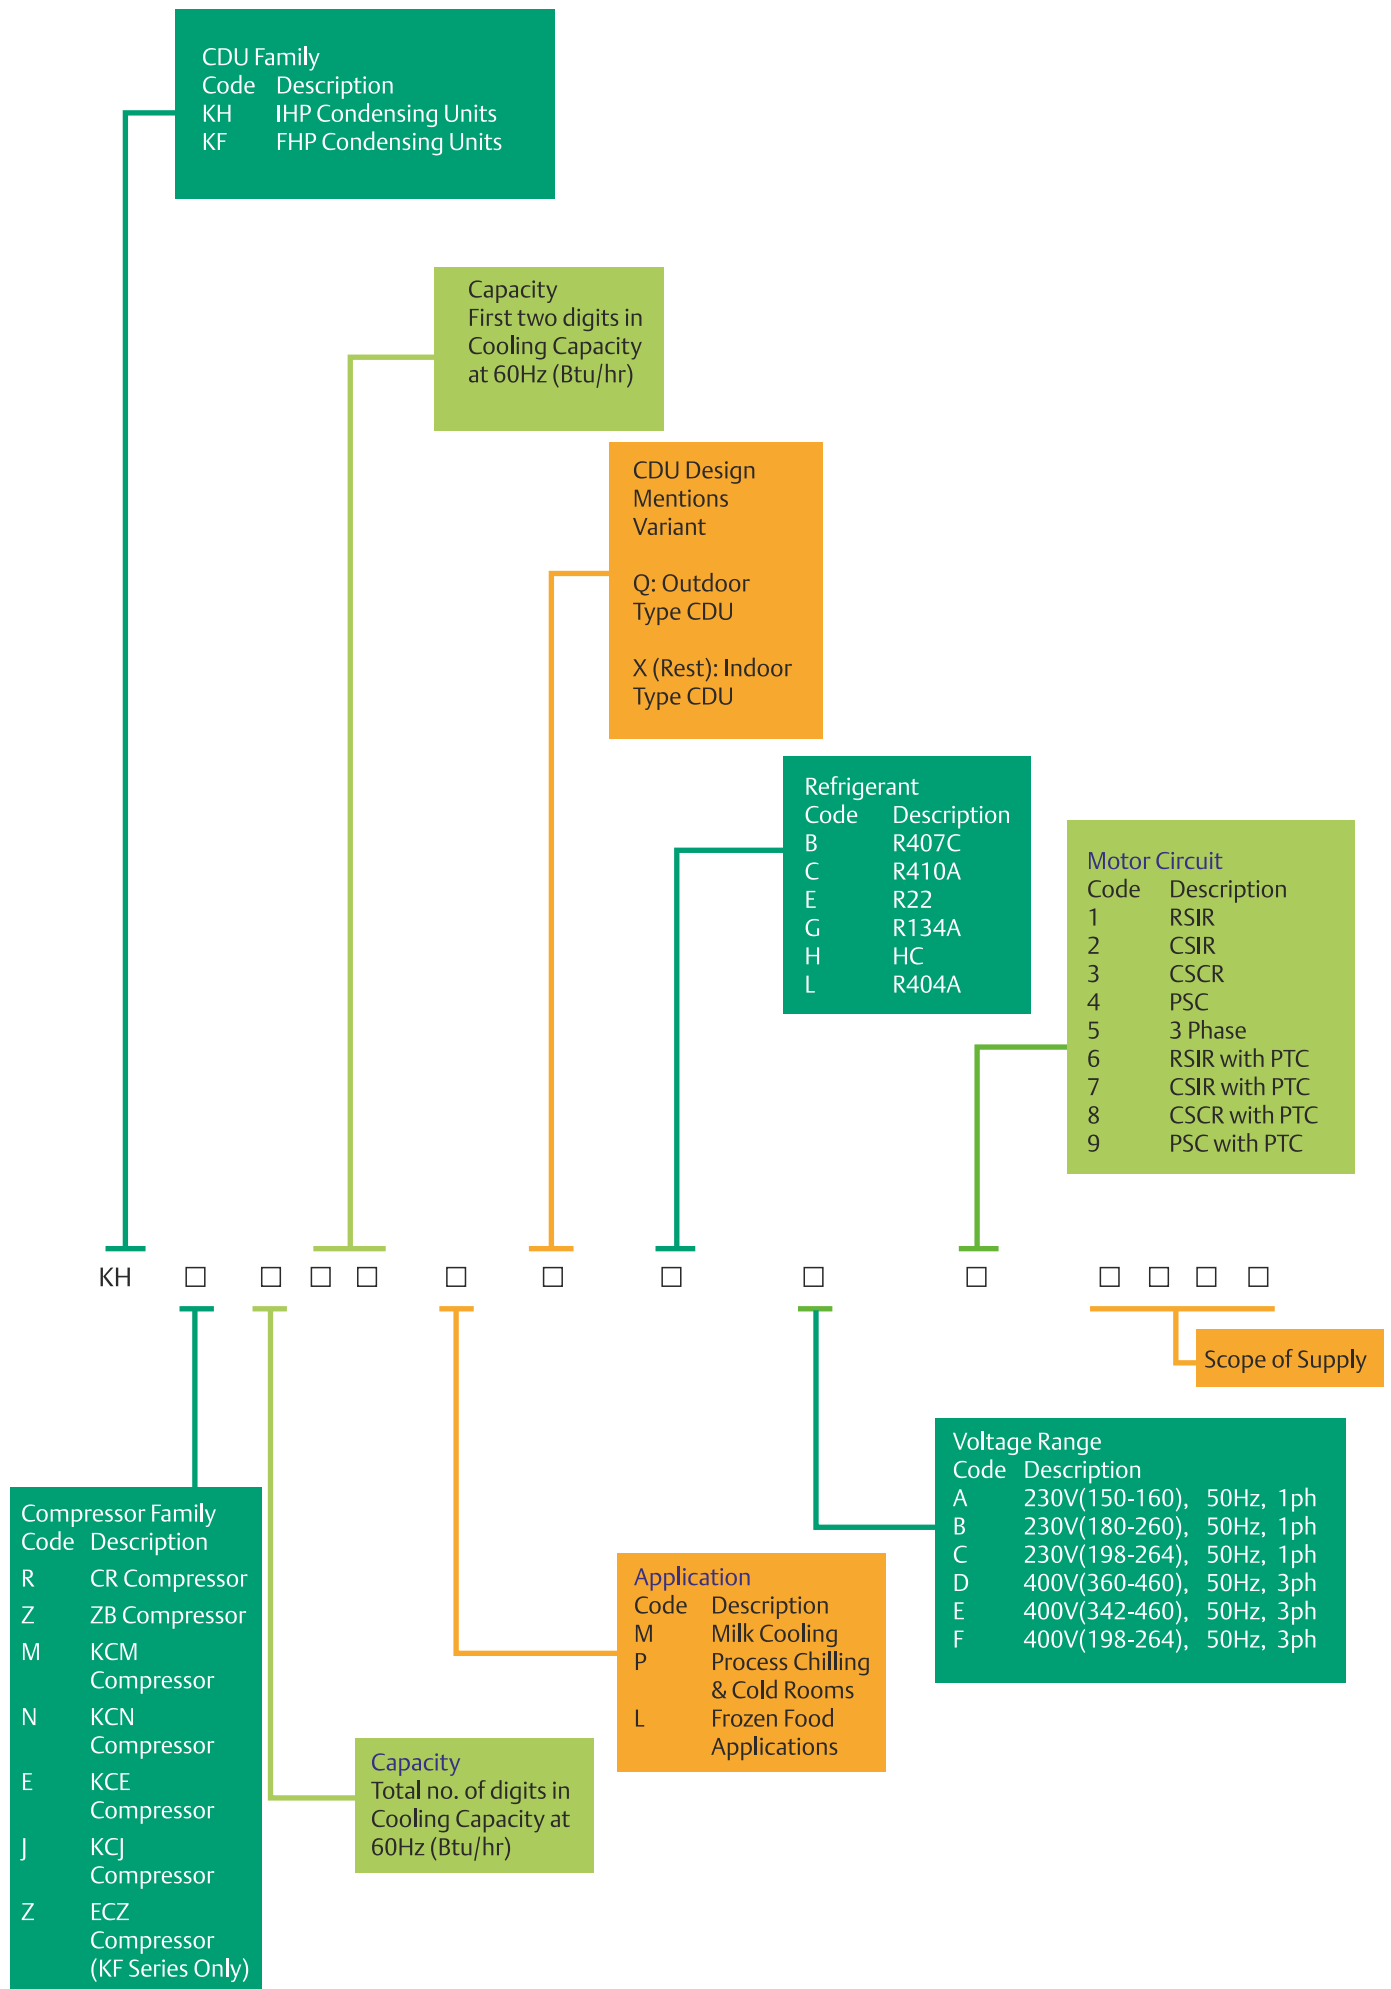 CDU Family
Code Description
KH IHP Condensing Units
KF FHP Condensing Units
Capacity
First two digits in
Cooling Capacity
at 60Hz (Btu/hr)
CDU Design
Mentions
Variant
Q: Outdoor
Type CDU
X (Rest): Indoor
Type CDU
Refrigerant
Code Description
B R407C
C R410A
E R22
G R134A
H HC
L R404A
Motor Circuit
Code Description
1 RSIR
2 CSIR
3 CSCR
4 PSC
5 3 Phase
6 RSIR with PTC
7 CSIR with PTC
8 CSCR with PTC
9 PSC with PTC
KH □ □ □ □ □ □ □ □ □ □ □ □ □
Scope of Supply
Voltage Range
Code Description
A 230V(150-160), 50Hz, 1ph
B 230V(180-260), 50Hz, 1ph
C 230V(198-264), 50Hz, 1ph
D 400V(360-460), 50Hz, 3ph
E 400V(342-460), 50Hz, 3ph
F 400V(198-264), 50Hz, 3ph
Compressor Family
Code Description
R CR Compressor
Z ZB Compressor
M KCM
Compressor
N KCN
Compressor
E KCE
Compressor
J KCJ
Compressor
Z ECZ
Compressor
(KF Series Only)
Application
Code Description
M Milk Cooling
P Process Chilling
& Cold Rooms
L Frozen Food
Applications
Capacity
Total no. of digits in
Cooling Capacity at
60Hz (Btu/hr)